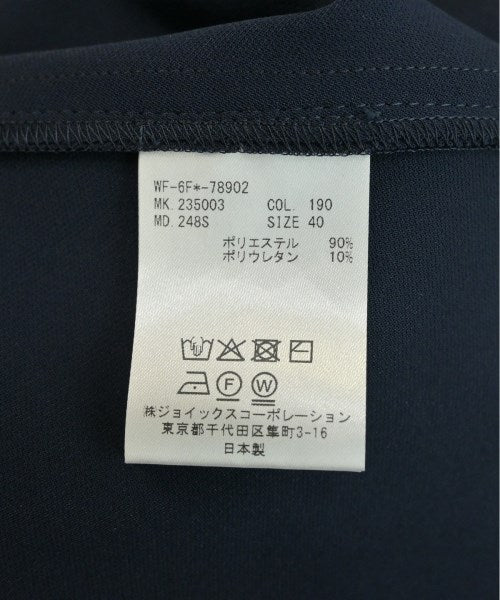 WF-6F*-78902
MK. 235003 COL. 190
MD. 248S SIZE 40
ポリエステル 90%
ポリウレタン 10%
F W
株ジョイックスコーポレーション
東京都千代田区隼町3-16
日本製